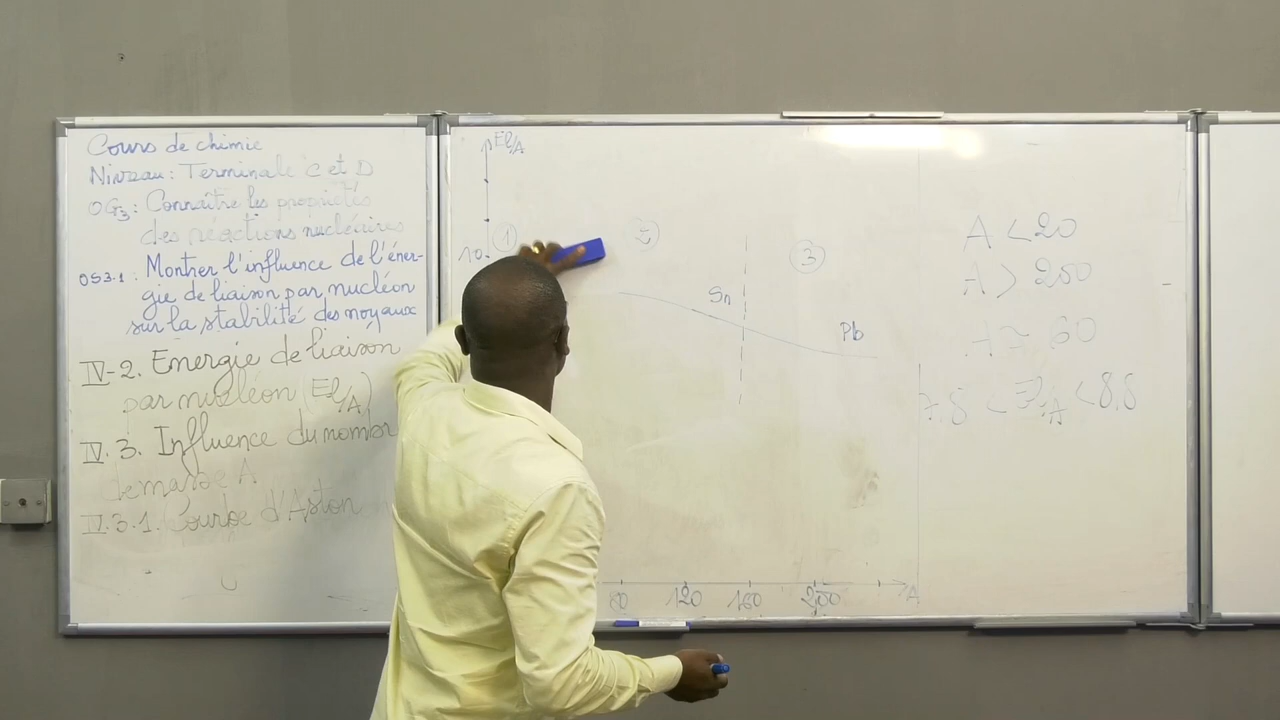 Cours de chimie
Niveau : Terminale C et D
OG3 : Connaître les propriétés
des réactions nucléaires
OS3.1 : Montrer l'influence de l'éner-
gie de liaison par nucléon
sur la stabilité des noyaux
IV-2. Energie de liaison
par nucléon (El/A)
IV.3. Influence du nombr
de masse A
IV.3.1. Courbe d'Aston
El/A
10
1
2
3
Sn
Pb
80 120 160 200 A
A < 20
A > 200
A ≃ 60
7,8 < El/A < 8,8